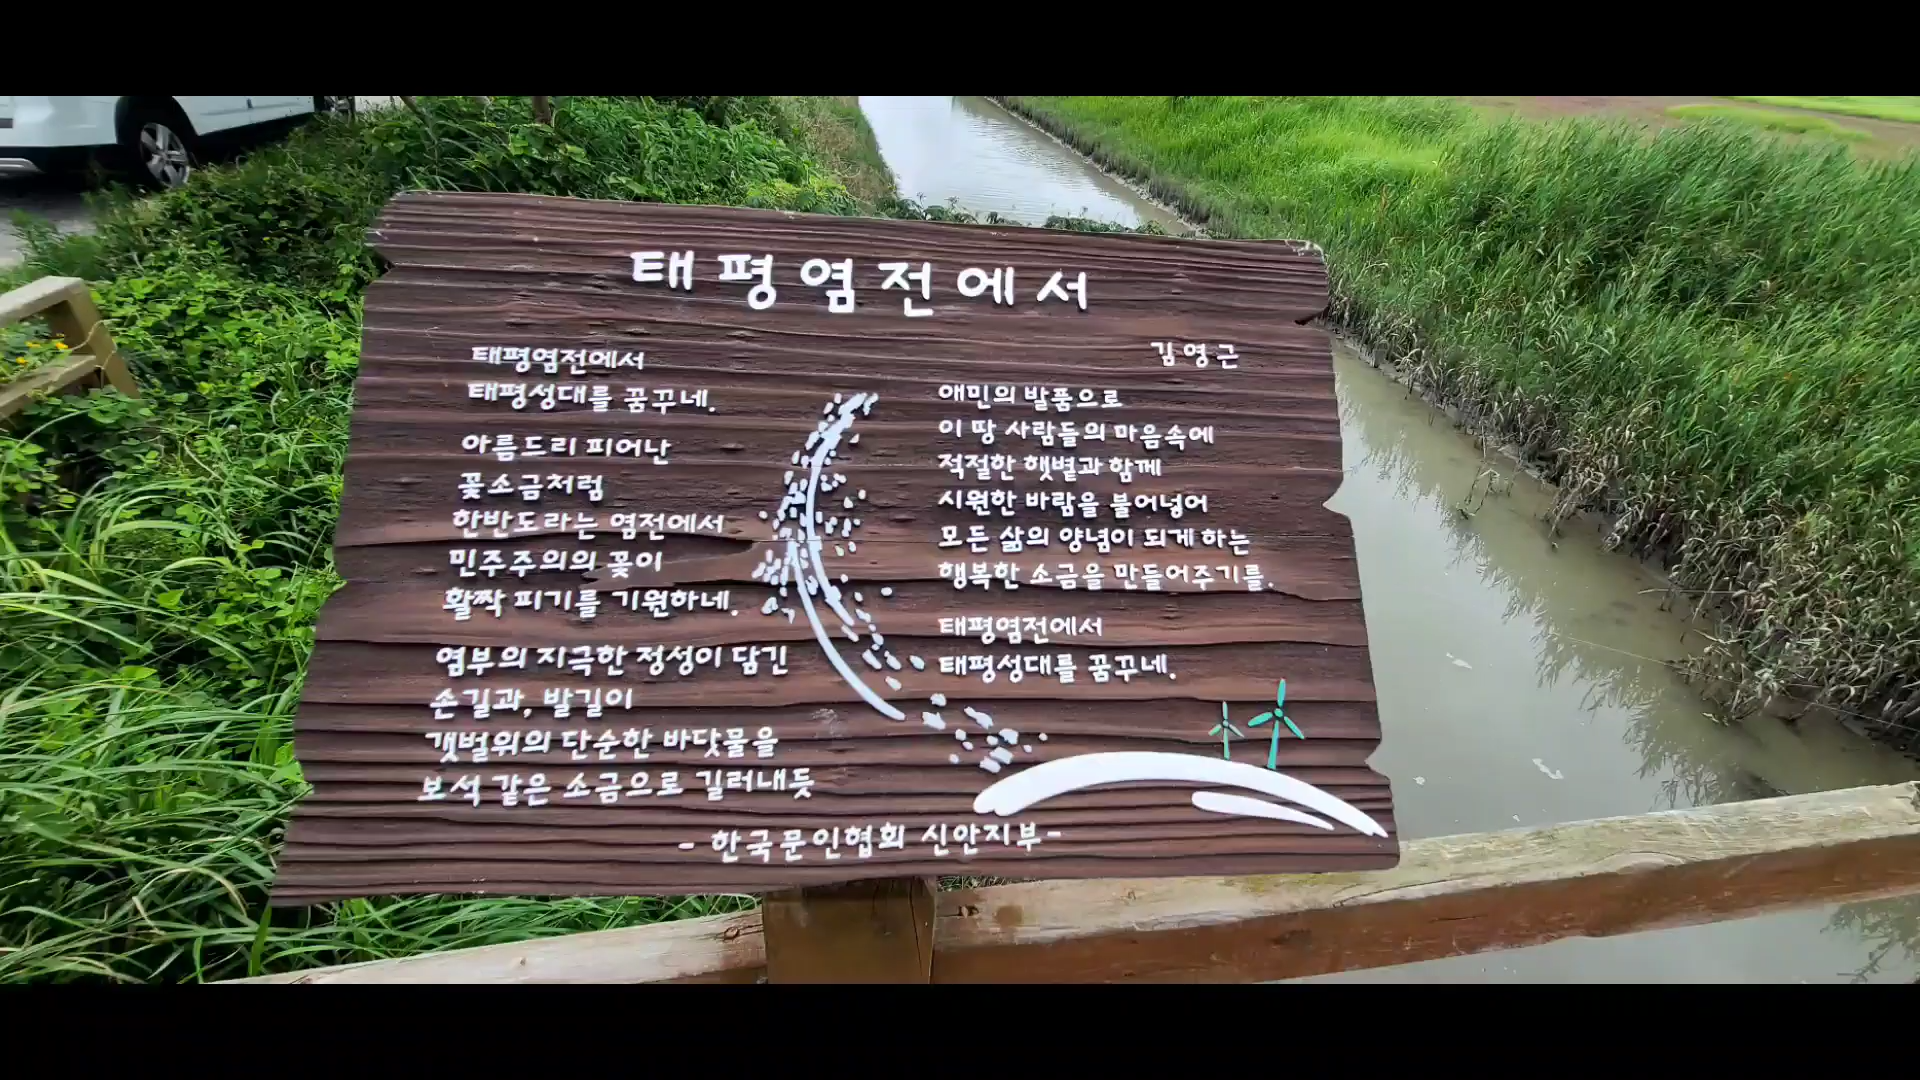 태평염전에서
김영근
태평염전에서
태평성대를 꿈꾸네.
아름드리 피어난
꽃소금처럼
한반도라는 염전에서
민주주의의 꽃이
활짝 피기를 기원하네.
염부의 지극한 정성이 담긴
손길과, 발길이
갯벌위의 단순한 바닷물을
보석 같은 소금으로 길러내듯
애민의 발품으로
이 땅 사람들의 마음속에
적절한 햇볕과 함께
시원한 바람을 불어넣어
모든 삶의 양념이 되게 하는
행복한 소금을 만들어주기를.
태평염전에서
태평성대를 꿈꾸네.
- 한국문인협회 신안지부 -